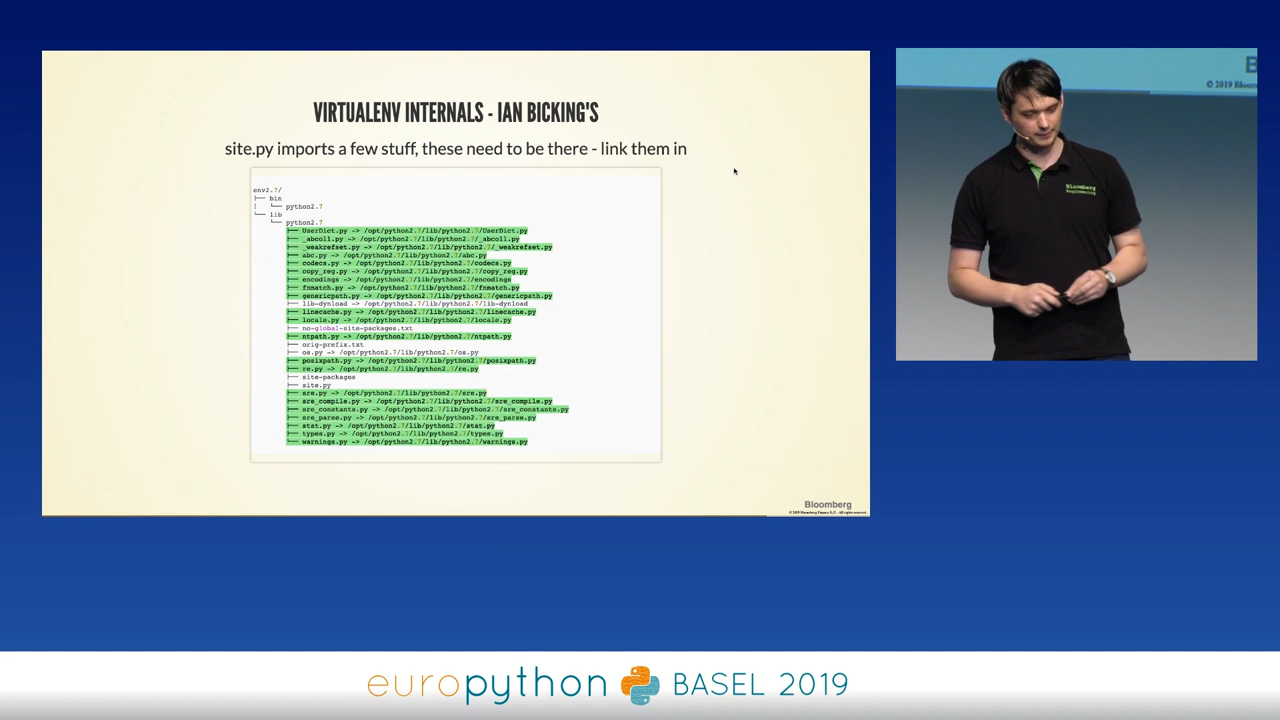 VIRTUALENV INTERNALS - IAN BICKING'S
site.py imports a few stuff, these need to be there - link them in
env2.7/
├── bin
│   └── python2.7
└── lib
    └── python2.7
        ├── UserDict.py -> /opt/python2.7/lib/python2.7/UserDict.py
        ├── _abcoll.py -> /opt/python2.7/lib/python2.7/_abcoll.py
        ├── _weakrefset.py -> /opt/python2.7/lib/python2.7/_weakrefset.py
        ├── abc.py -> /opt/python2.7/lib/python2.7/abc.py
        ├── codecs.py -> /opt/python2.7/lib/python2.7/codecs.py
        ├── copy_reg.py -> /opt/python2.7/lib/python2.7/copy_reg.py
        ├── encodings -> /opt/python2.7/lib/python2.7/encodings
        ├── fnmatch.py -> /opt/python2.7/lib/python2.7/fnmatch.py
        ├── genericpath.py -> /opt/python2.7/lib/python2.7/genericpath.py
        ├── lib-dynload -> /opt/python2.7/lib/python2.7/lib-dynload
        ├── linecache.py -> /opt/python2.7/lib/python2.7/linecache.py
        ├── locale.py -> /opt/python2.7/lib/python2.7/locale.py
        ├── no-global-site-packages.txt
        ├── ntpath.py -> /opt/python2.7/lib/python2.7/ntpath.py
        ├── orig-prefix.txt
        ├── os.py -> /opt/python2.7/lib/python2.7/os.py
        ├── posixpath.py -> /opt/python2.7/lib/python2.7/posixpath.py
        ├── re.py -> /opt/python2.7/lib/python2.7/re.py
        ├── site-packages
        ├── site.py
        ├── sre.py -> /opt/python2.7/lib/python2.7/sre.py
        ├── sre_compile.py -> /opt/python2.7/lib/python2.7/sre_compile.py
        ├── sre_constants.py -> /opt/python2.7/lib/python2.7/sre_constants.py
        ├── sre_parse.py -> /opt/python2.7/lib/python2.7/sre_parse.py
        ├── stat.py -> /opt/python2.7/lib/python2.7/stat.py
        ├── types.py -> /opt/python2.7/lib/python2.7/types.py
        └── warnings.py -> /opt/python2.7/lib/python2.7/warnings.py
Bloomberg
© 2019 Bloomberg Finance L.P. All rights reserved.
B
© 2019 Bloom
Bloomberg
Engineering
europython BASEL 2019